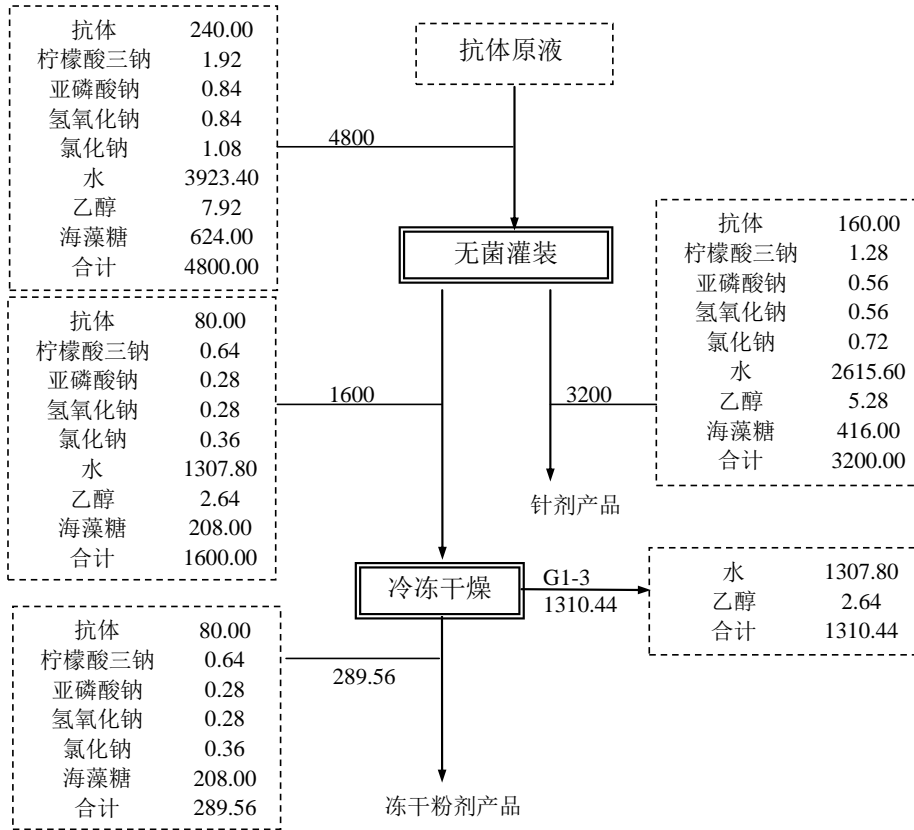 抗体 240.00
柠檬酸三钠 1.92
亚磷酸钠 0.84
氢氧化钠 0.84
氯化钠 1.08
水 3923.40
乙醇 7.92
海藻糖 624.00
合计 4800.00
抗体原液
4800
无菌灌装
抗体 160.00
柠檬酸三钠 1.28
亚磷酸钠 0.56
氢氧化钠 0.56
氯化钠 0.72
水 2615.60
乙醇 5.28
海藻糖 416.00
合计 3200.00
抗体 80.00
柠檬酸三钠 0.64
亚磷酸钠 0.28
氢氧化钠 0.28
氯化钠 0.36
水 1307.80
乙醇 2.64
海藻糖 208.00
合计 1600.00
1600
3200
针剂产品
冷冻干燥
G1-3
1310.44
水 1307.80
乙醇 2.64
合计 1310.44
抗体 80.00
柠檬酸三钠 0.64
亚磷酸钠 0.28
氢氧化钠 0.28
氯化钠 0.36
海藻糖 208.00
合计 289.56
289.56
冻干粉剂产品